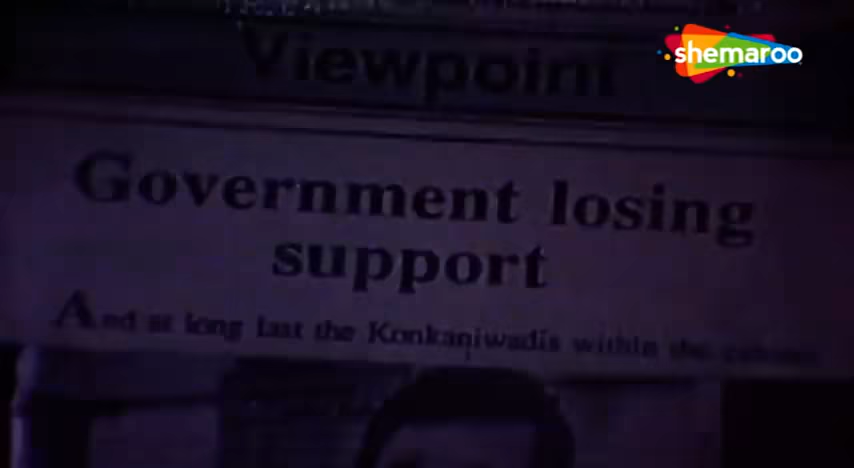 shemaroo
Viewpoint
Government losing
support
And at long last the Konkaniwadis within the